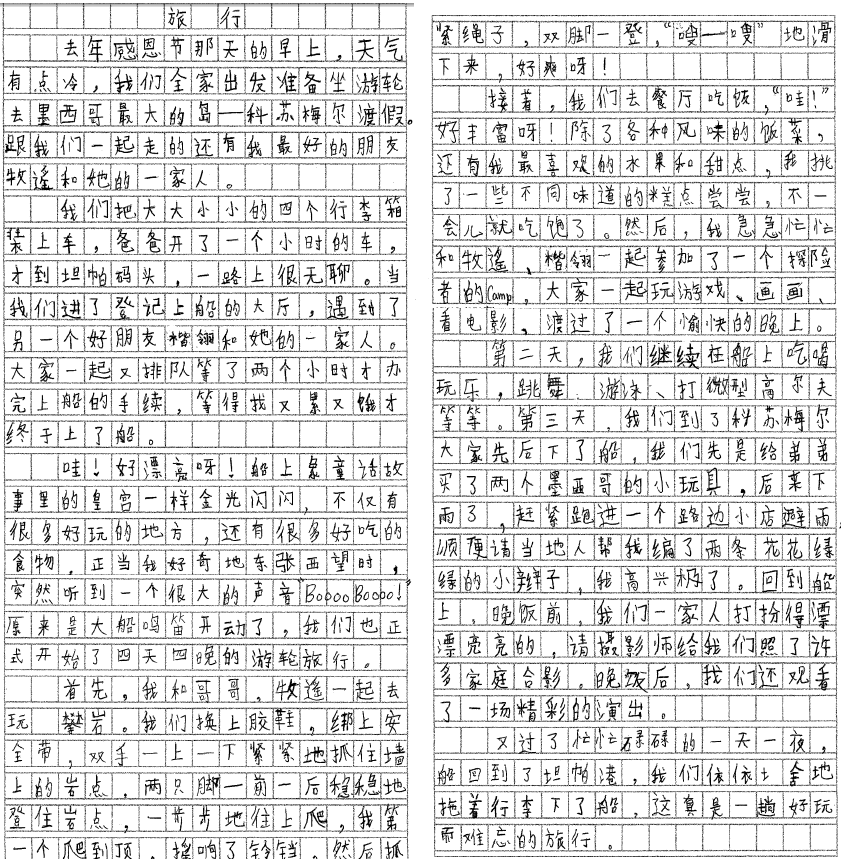 旅 行
去年感恩节那天的早上，天气
有点冷，我们全家出发准备坐游轮
去墨西哥最大的岛——科苏梅尔渡假。
跟我们一起走的还有我最好的朋友
牧遥和她的一家人。
我们把大大小小的四个行李箱
装上车，爸爸开了一个小时的车，
才到坦帕码头，一路上很无聊。当
我们进了登记上船的大厅，遇到了
另一个好朋友楷翎和她的一家人。
大家一起又排队等了两个小时才办
完上船的手续，等得我又累又饿才
终于上了船。
哇！好漂亮呀！船上象童话故
事里的皇宫一样金光闪闪，不仅有
很多好玩的地方，还有很多好吃的
食物。正当我好奇地东张西望时，
突然听到一个很大的声音“Boooo Boooo!”
原来是大船鸣笛开动了，我们也正
式开始了四天四晚的游轮旅行。
首先，我和哥哥、牧遥一起去
玩 攀岩。我们换上胶鞋，绑上安
全带，双手一上一下紧紧地抓住墙
上的岩点，两只脚一前一后稳稳地
登住岩点，一步步地往上爬，我第
一个爬到顶，摇响了铃铛。然后抓
紧绳子，双脚一登，“嗖——嗖”地滑
下来，好爽呀！
接着，我们去餐厅吃饭，“哇！”
好丰富呀！除了各种风味的饭菜，
还有我最喜欢的水果和甜点，我挑
了一些不同味道的糕点尝尝，不一
会儿就吃饱了。然后，我急急忙忙
和牧遥、楷翎一起参加了一个探险
者的Camp，大家一起玩游戏、画画、
看电影，渡过了一个愉快的晚上。
第二天，我们继续在船上吃喝
玩乐，跳舞、游泳、打微型高尔夫
等等。第三天，我们到了科苏梅尔
大家先后下了船，我们先是给弟弟
买了两个墨西哥的小玩具，后来下
雨了，赶紧跑进一个路边小店避雨，
顺便请当地人帮我编了两条花花绿
绿的小辫子，我高兴极了。回到船
上，晚饭前，我们一家人打扮得漂
漂亮亮的，请摄影师给我们照了许
多家庭合影。晚饭后，我们还观看
了一场精彩的演出。
又过了忙忙碌碌的一天一夜，
船回到了坦帕港，我们依依土舍地
拖着行李下了船，这真是一趟好玩
而难忘的旅行。